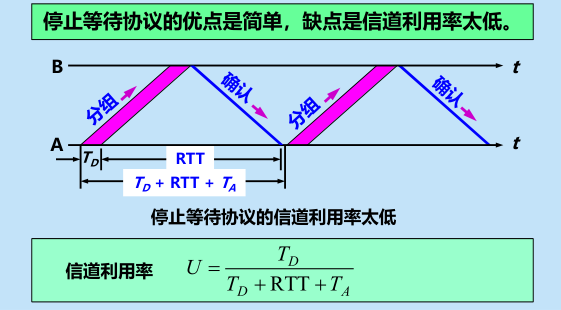 停止等待协议的优点是简单，缺点是信道利用率太低。
B
t
分组
确认
分组
确认
A
t
T_D
RTT
T_D + RTT + T_A
停止等待协议的信道利用率太低
信道利用率 U = T_D / (T_D + RTT + T_A)